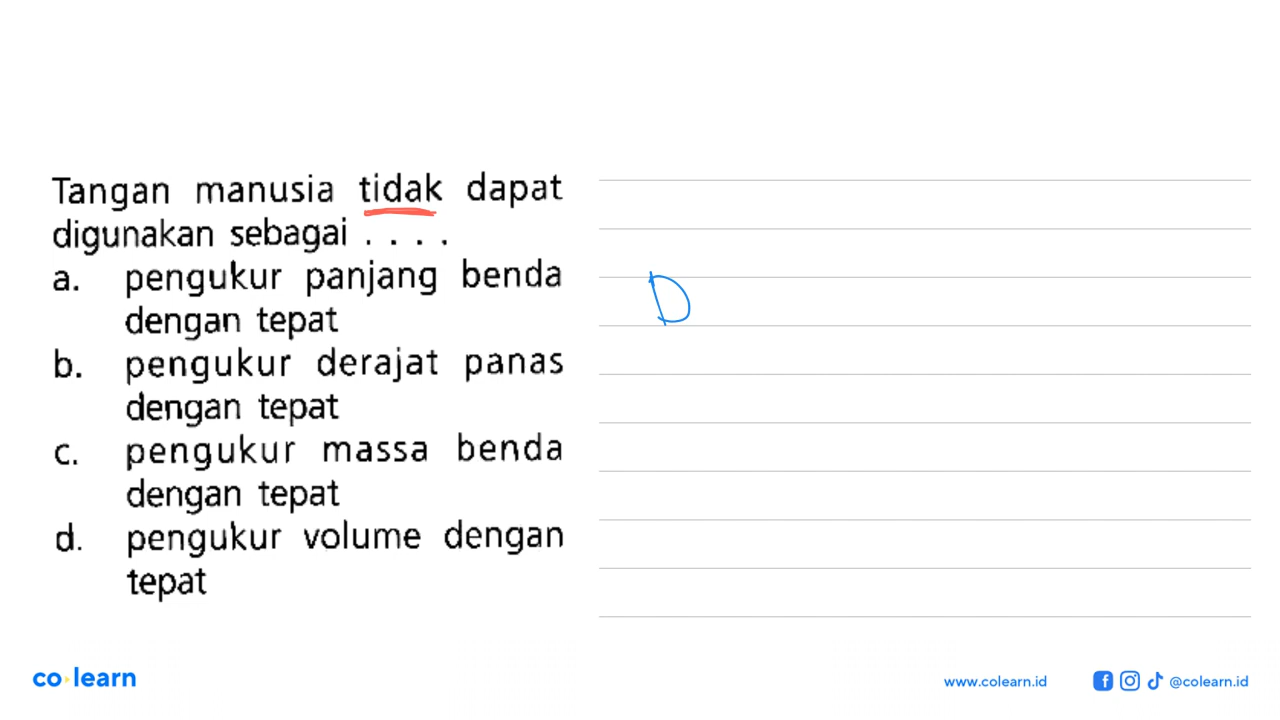 Tangan manusia tidak dapat
digunakan sebagai . . . .
a. pengukur panjang benda
dengan tepat
b. pengukur derajat panas
dengan tepat
c. pengukur massa benda
dengan tepat
d. pengukur volume dengan
tepat
D
co learn
www.colearn.id
@colearn.id